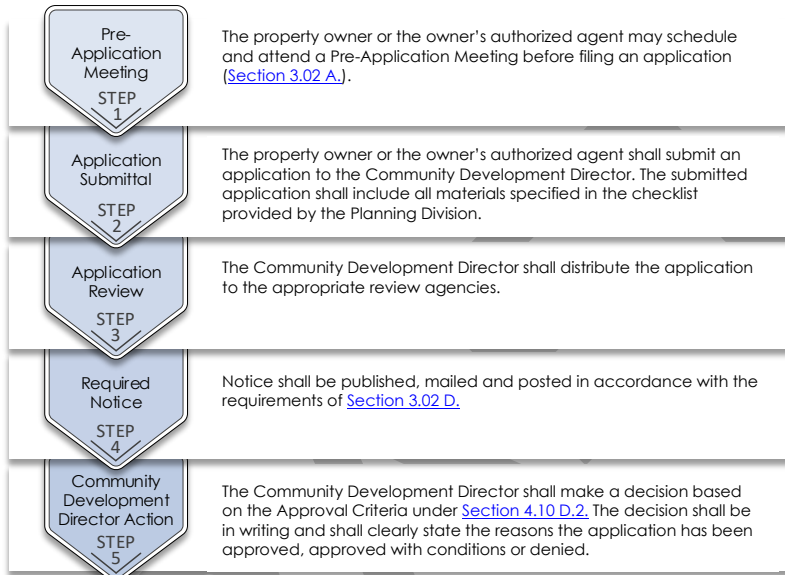 Pre-
Application
Meeting
STEP
1
The property owner or the owner’s authorized agent may schedule
and attend a Pre-Application Meeting before filing an application
(Section 3.02 A.).
Application
Submittal
STEP
2
The property owner or the owner’s authorized agent shall submit an
application to the Community Development Director. The submitted
application shall include all materials specified in the checklist
provided by the Planning Division.
Application
Review
STEP
3
The Community Development Director shall distribute the application
to the appropriate review agencies.
Required
Notice
STEP
4
Notice shall be published, mailed and posted in accordance with the
requirements of Section 3.02 D.
Community
Development
Director Action
STEP
5
The Community Development Director shall make a decision based
on the Approval Criteria under Section 4.10 D.2. The decision shall be
in writing and shall clearly state the reasons the application has been
approved, approved with conditions or denied.